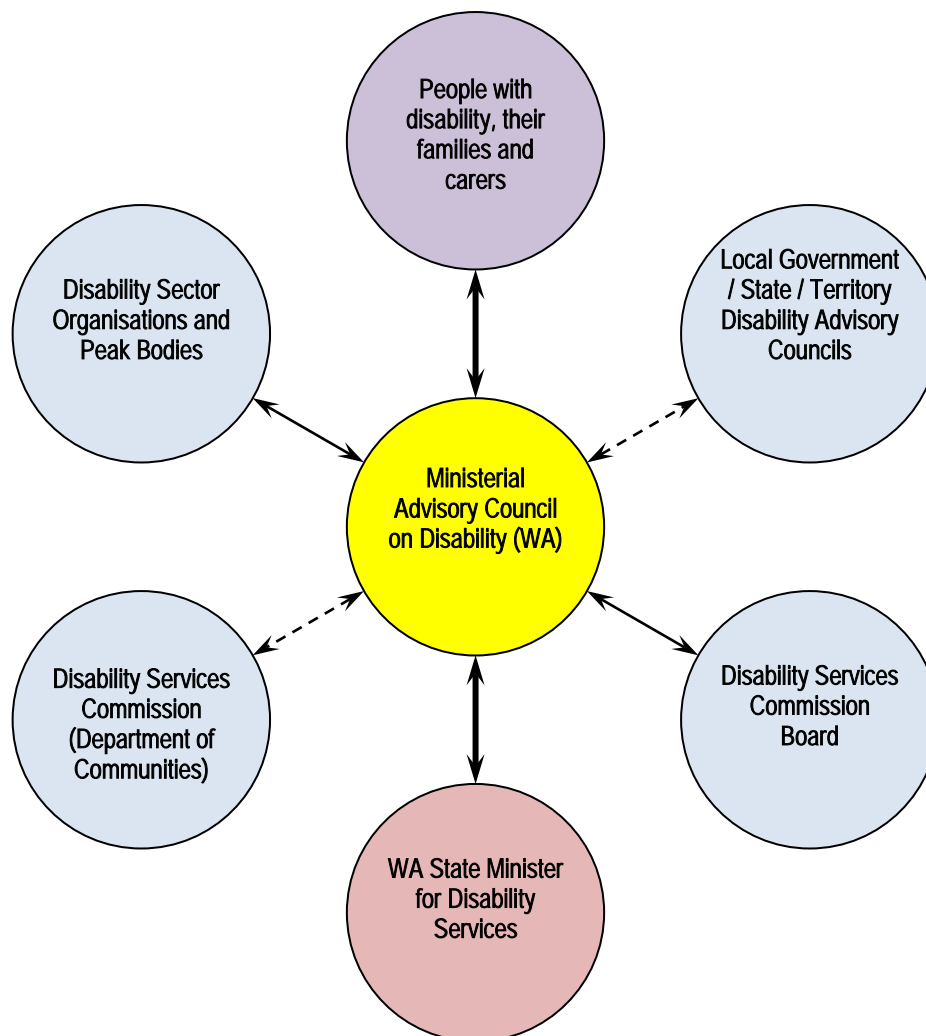 People with
disability, their
families and
carers
Disability Sector
Organisations and
Peak Bodies
Local Government
/ State / Territory
Disability Advisory
Councils
Ministerial
Advisory Council
on Disability (WA)
Disability Services
Commission
(Department of
Communities)
Disability Services
Commission
Board
WA State Minister
for Disability
Services